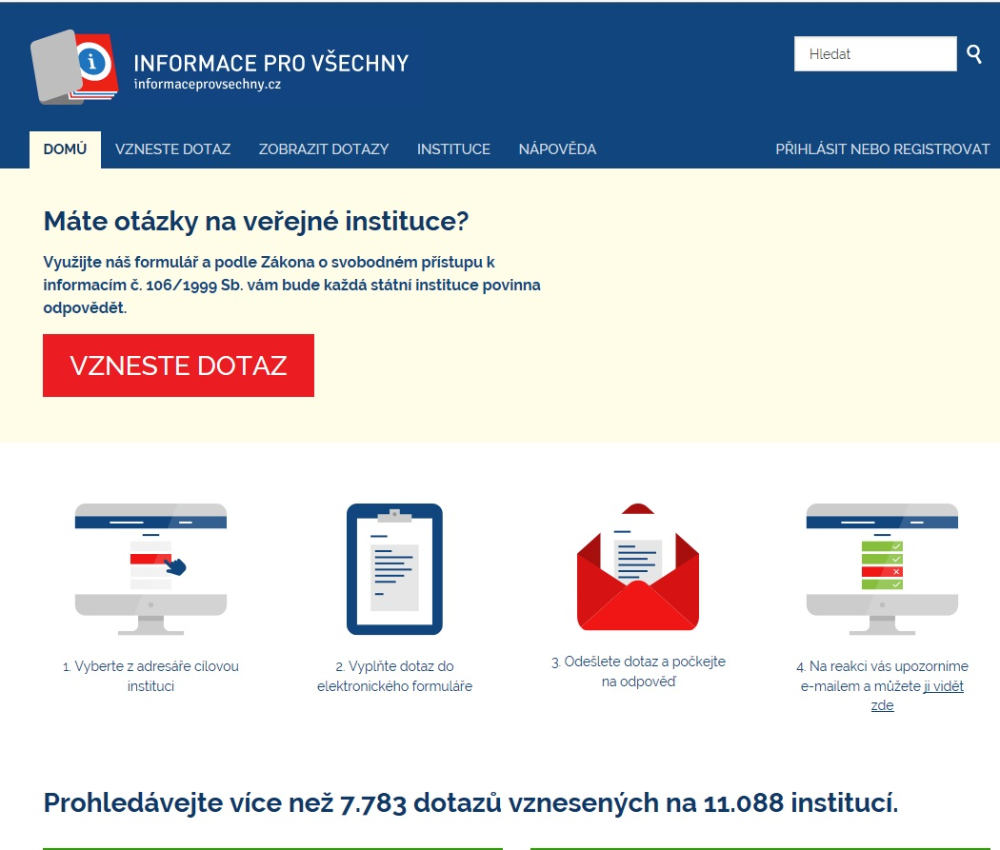 INFORMACE PRO VŠECHNY
informaceprovsechny.cz
Hledat
DOMŮ
VZNESTE DOTAZ
ZOBRAZIT DOTAZY
INSTITUCE
NÁPOVĚDA
PŘIHLÁSIT NEBO REGISTROVAT
Máte otázky na veřejné instituce?
Využijte náš formulář a podle Zákona o svobodném přístupu k
informacím č. 106/1999 Sb. vám bude každá státní instituce povinna
odpovědět.
VZNESTE DOTAZ
1. Vyberte z adresáře cílovou
instituci
2. Vyplňte dotaz do
elektronického formuláře
3. Odešlete dotaz a počkejte
na odpověď
4. Na reakci vás upozorníme
e-mailem a můžete ji vidět
zde
Prohledávejte více než 7.783 dotazů vznesených na 11.088 institucí.